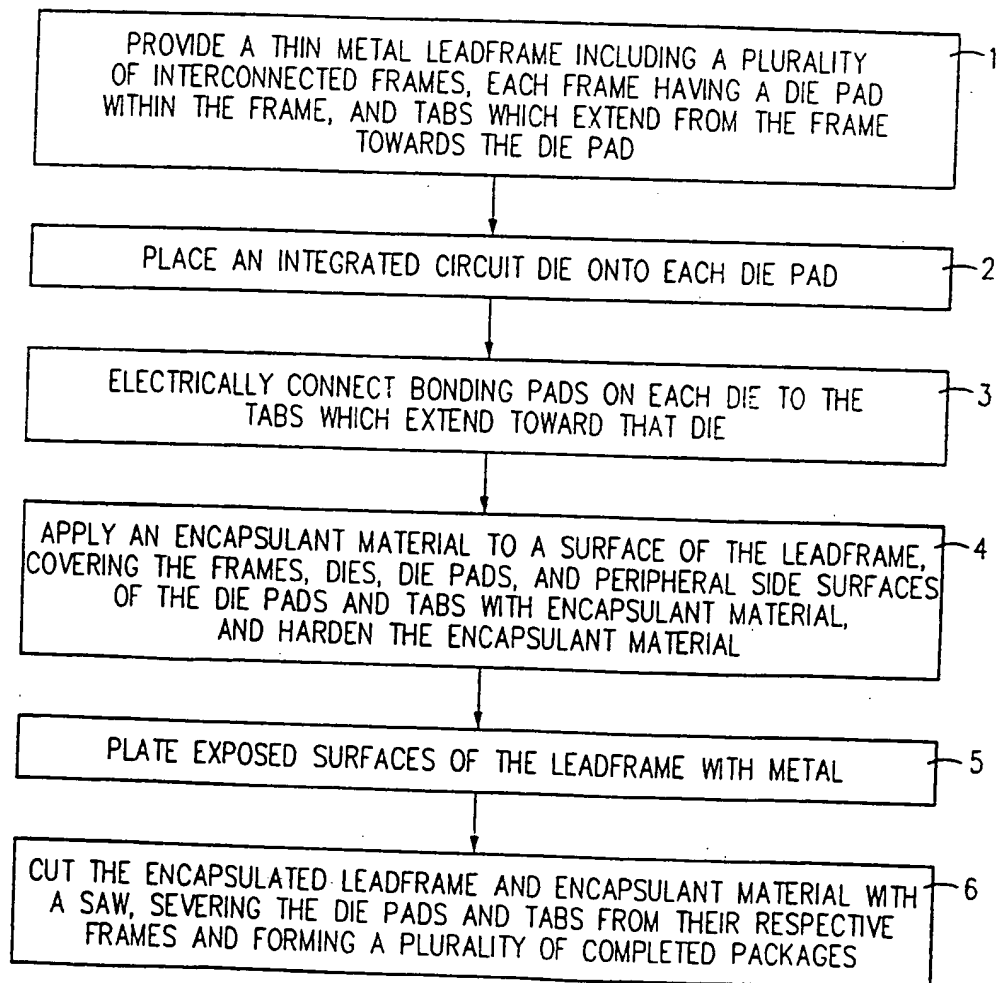 PROVIDE A THIN METAL LEADFRAME INCLUDING A PLURALITY
OF INTERCONNECTED FRAMES, EACH FRAME HAVING A DIE PAD
WITHIN THE FRAME, AND TABS WHICH EXTEND FROM THE FRAME
TOWARDS THE DIE PAD
1
PLACE AN INTEGRATED CIRCUIT DIE ONTO EACH DIE PAD
2
ELECTRICALLY CONNECT BONDING PADS ON EACH DIE TO THE
TABS WHICH EXTEND TOWARD THAT DIE
3
APPLY AN ENCAPSULANT MATERIAL TO A SURFACE OF THE LEADFRAME,
COVERING THE FRAMES, DIES, DIE PADS, AND PERIPHERAL SIDE SURFACES
OF THE DIE PADS AND TABS WITH ENCAPSULANT MATERIAL,
AND HARDEN THE ENCAPSULANT MATERIAL
4
PLATE EXPOSED SURFACES OF THE LEADFRAME WITH METAL
5
CUT THE ENCAPSULATED LEADFRAME AND ENCAPSULANT MATERIAL WITH
A SAW, SEVERING THE DIE PADS AND TABS FROM THEIR RESPECTIVE
FRAMES AND FORMING A PLURALITY OF COMPLETED PACKAGES
6